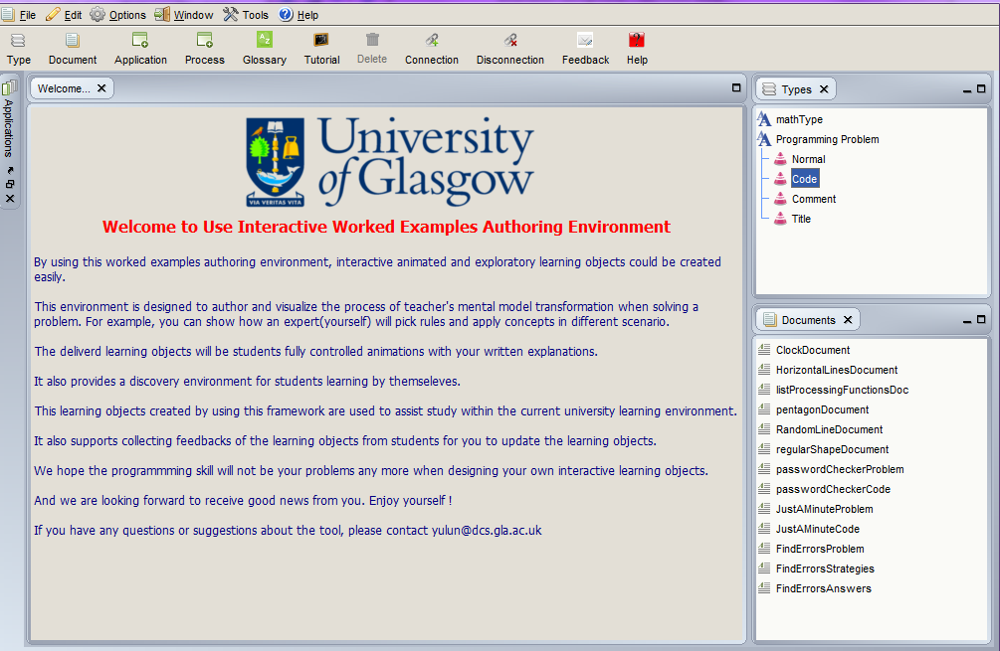 File Edit Options Window Tools Help
Type Document Application Process Glossary Tutorial Delete Connection Disconnection Feedback Help
Applications
Welcome...
University
of Glasgow
VIA VERITAS VITA
Welcome to Use Interactive Worked Examples Authoring Environment
By using this worked examples authoring environment, interactive animated and exploratory learning objects could be created
easily.
This environment is designed to author and visualize the process of teacher's mental model transformation when solving a
problem. For example, you can show how an expert(yourself) will pick rules and apply concepts in different scenario.
The deliverd learning objects will be students fully controlled animations with your written explanations.
It also provides a discovery environment for students learning by themseleves.
This learning objects created by using this framework are used to assist study within the current university learning environment.
It also supports collecting feedbacks of the learning objects from students for you to update the learning objects.
We hope the programmming skill will not be your problems any more when designing your own interactive learning objects.
And we are looking forward to receive good news from you. Enjoy yourself !
If you have any questions or suggestions about the tool, please contact yulun@dcs.gla.ac.uk
Types
mathType
Programming Problem
Normal
Code
Comment
Title
Documents
ClockDocument
HorizontalLinesDocument
listProcessingFunctionsDoc
pentagonDocument
RandomLineDocument
regularShapeDocument
passwordCheckerProblem
passwordCheckerCode
JustAMinuteProblem
JustAMinuteCode
FindErrorsProblem
FindErrorsStrategies
FindErrorsAnswers